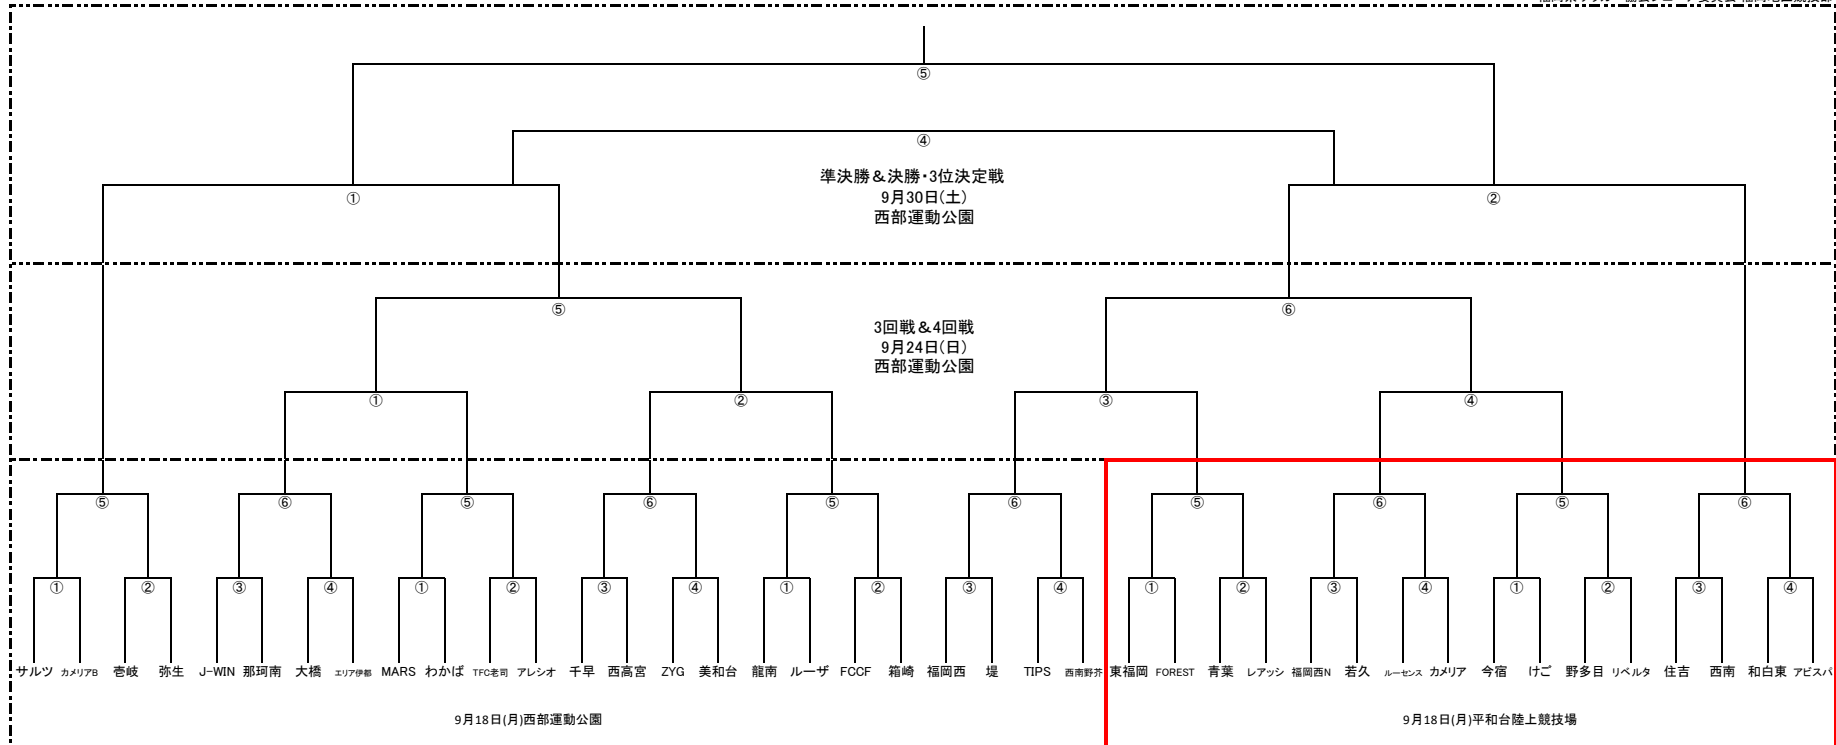 ⑤
④
準決勝&決勝・3位決定戦
9月30日(土)
西部運動公園
① ②
⑤ ⑥
3回戦&4回戦
9月24日(日)
西部運動公園
① ② ③ ④
⑤ ⑥ ⑤ ⑥ ⑤ ⑥ ⑤ ⑥ ⑤ ⑥
① ② ③ ④ ① ② ③ ④ ① ② ③ ④ ① ② ③ ④ ① ② ③ ④
サルツ カメリアB 壱岐 弥生 J-WIN 那珂南 大橋 エリア伊都 MARS わかば TFC老司 アレシオ 千早 西高宮 ZYG 美和台 龍南 ルーザ FCCF 箱崎 福岡西 堤 TIPS 西南野芥 東福岡 FOREST 青葉 レアッシ 福岡西N 若久 ルーセンス カメリア 今宿 けご 野多目 リベルタ 住吉 西南 和白東 アビスパ
9月18日(月)西部運動公園 9月18日(月)平和台陸上競技場